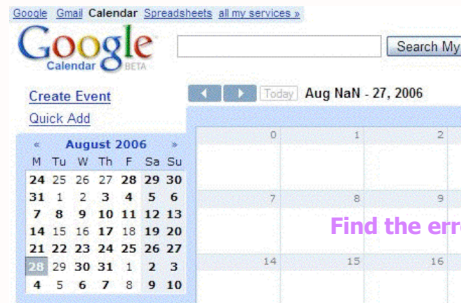 Google Gmail Calendar Spreadsheets all my services »
Google
Calendar BETA
Search My
Create Event
Quick Add
Today Aug NaN - 27, 2006
« August 2006 »
M Tu W Th F Sa Su
24 25 26 27 28 29 30
31 1 2 3 4 5 6
7 8 9 10 11 12 13
14 15 16 17 18 19 20
21 22 23 24 25 26 27
28 29 30 31 1 2 3
4 5 6 7 8 9 10
0 1 2
7 8 9
Find the err
14 15 16